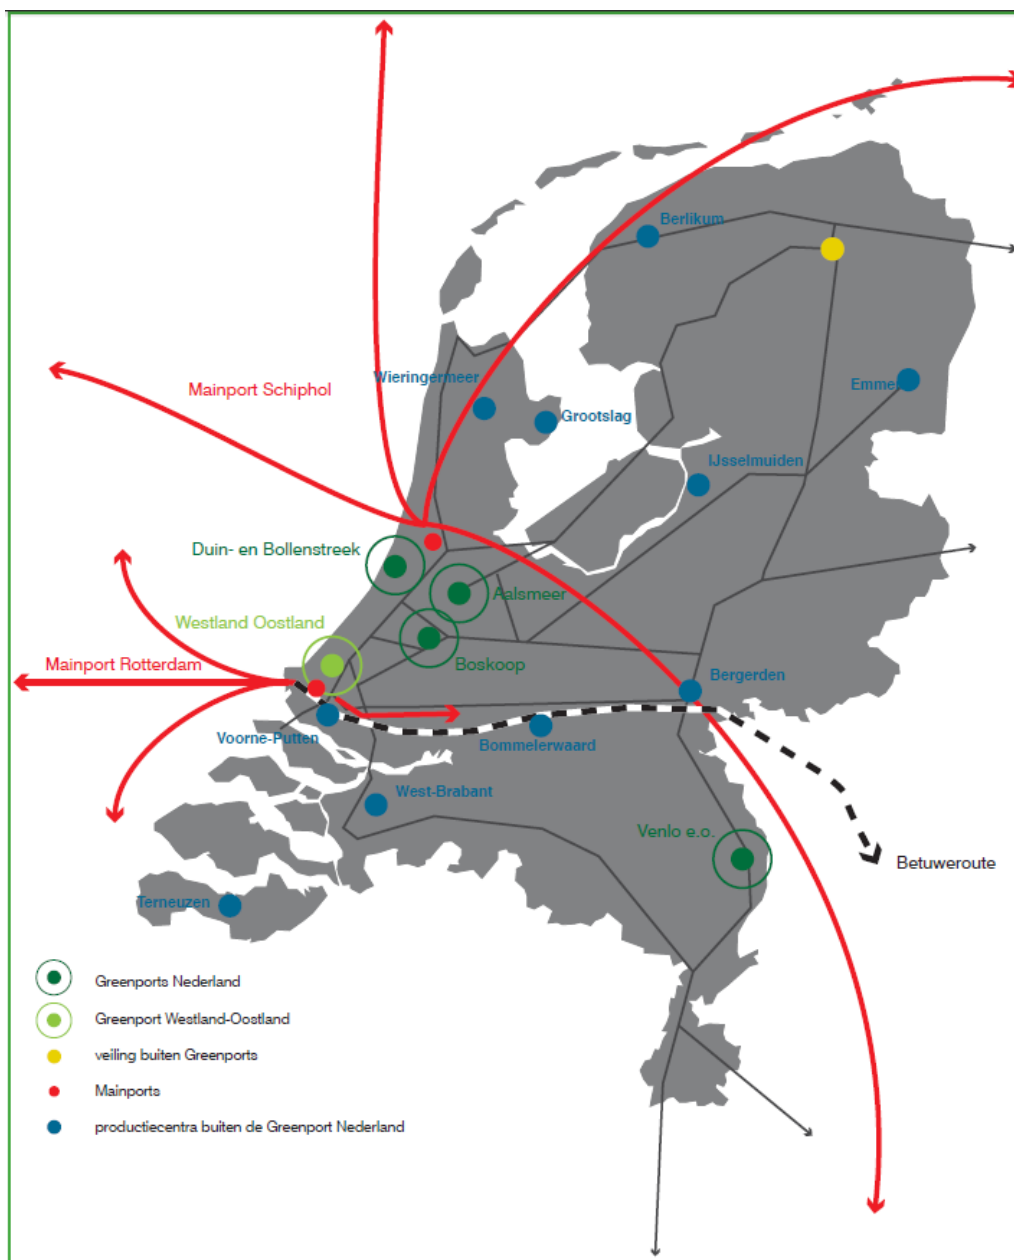 Berlikum
Wieringermeer
Mainport Schiphol
Emme
Grootslag
IJsselmuiden
Duin- en Bollenstreek
Aalsmeer
Westland Oostland
Boskoop
Mainport Rotterdam
Bergerden
Voorne-Putten
Bommelerwaard
West-Brabant
Venlo e.o.
Betuweroute
Terneuzen
Greenports Nederland
Greenport Westland-Oostland
veiling buiten Greenports
Mainports
productiecentra buiten de Greenport Nederland